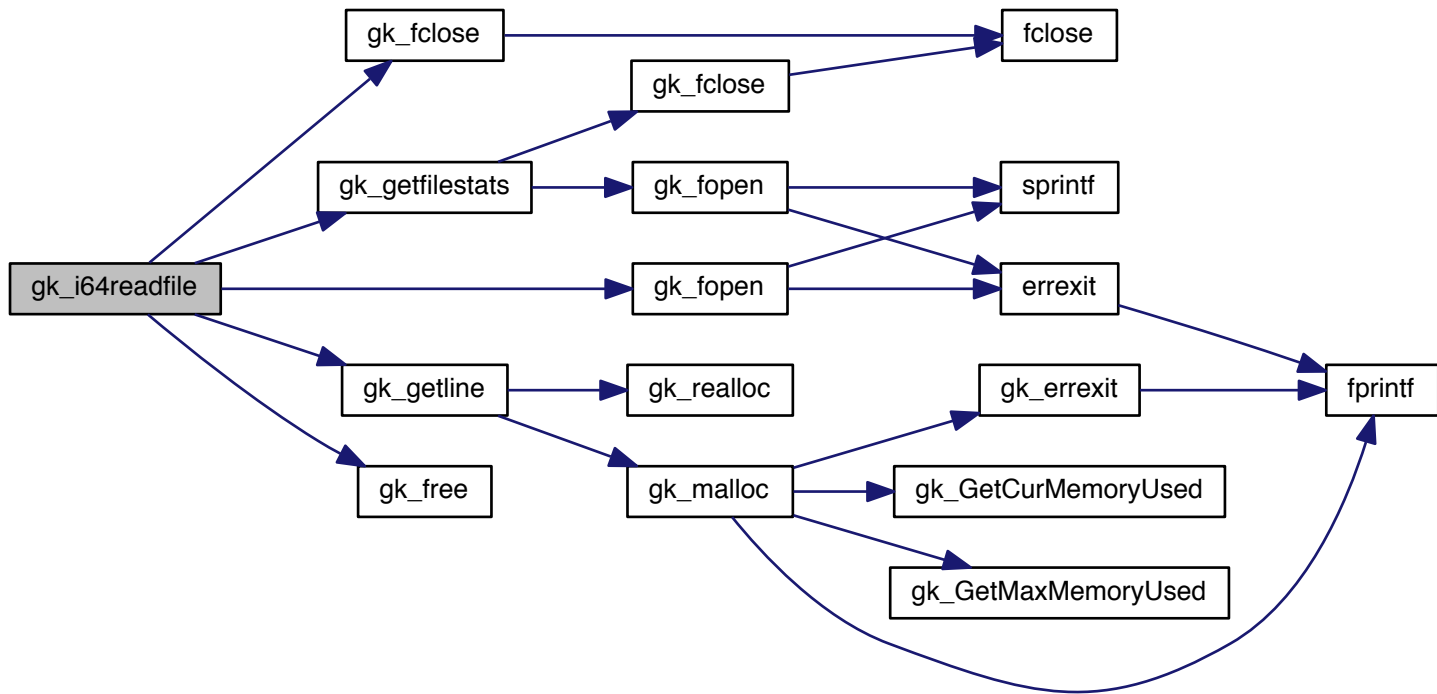 gk_fclose
fclose
gk_fclose
gk_getfilestats
gk_fopen
sprintf
gk_i64readfile
gk_fopen
errexit
gk_getline
gk_realloc
gk_errexit
fprintf
gk_free
gk_malloc
gk_GetCurMemoryUsed
gk_GetMaxMemoryUsed